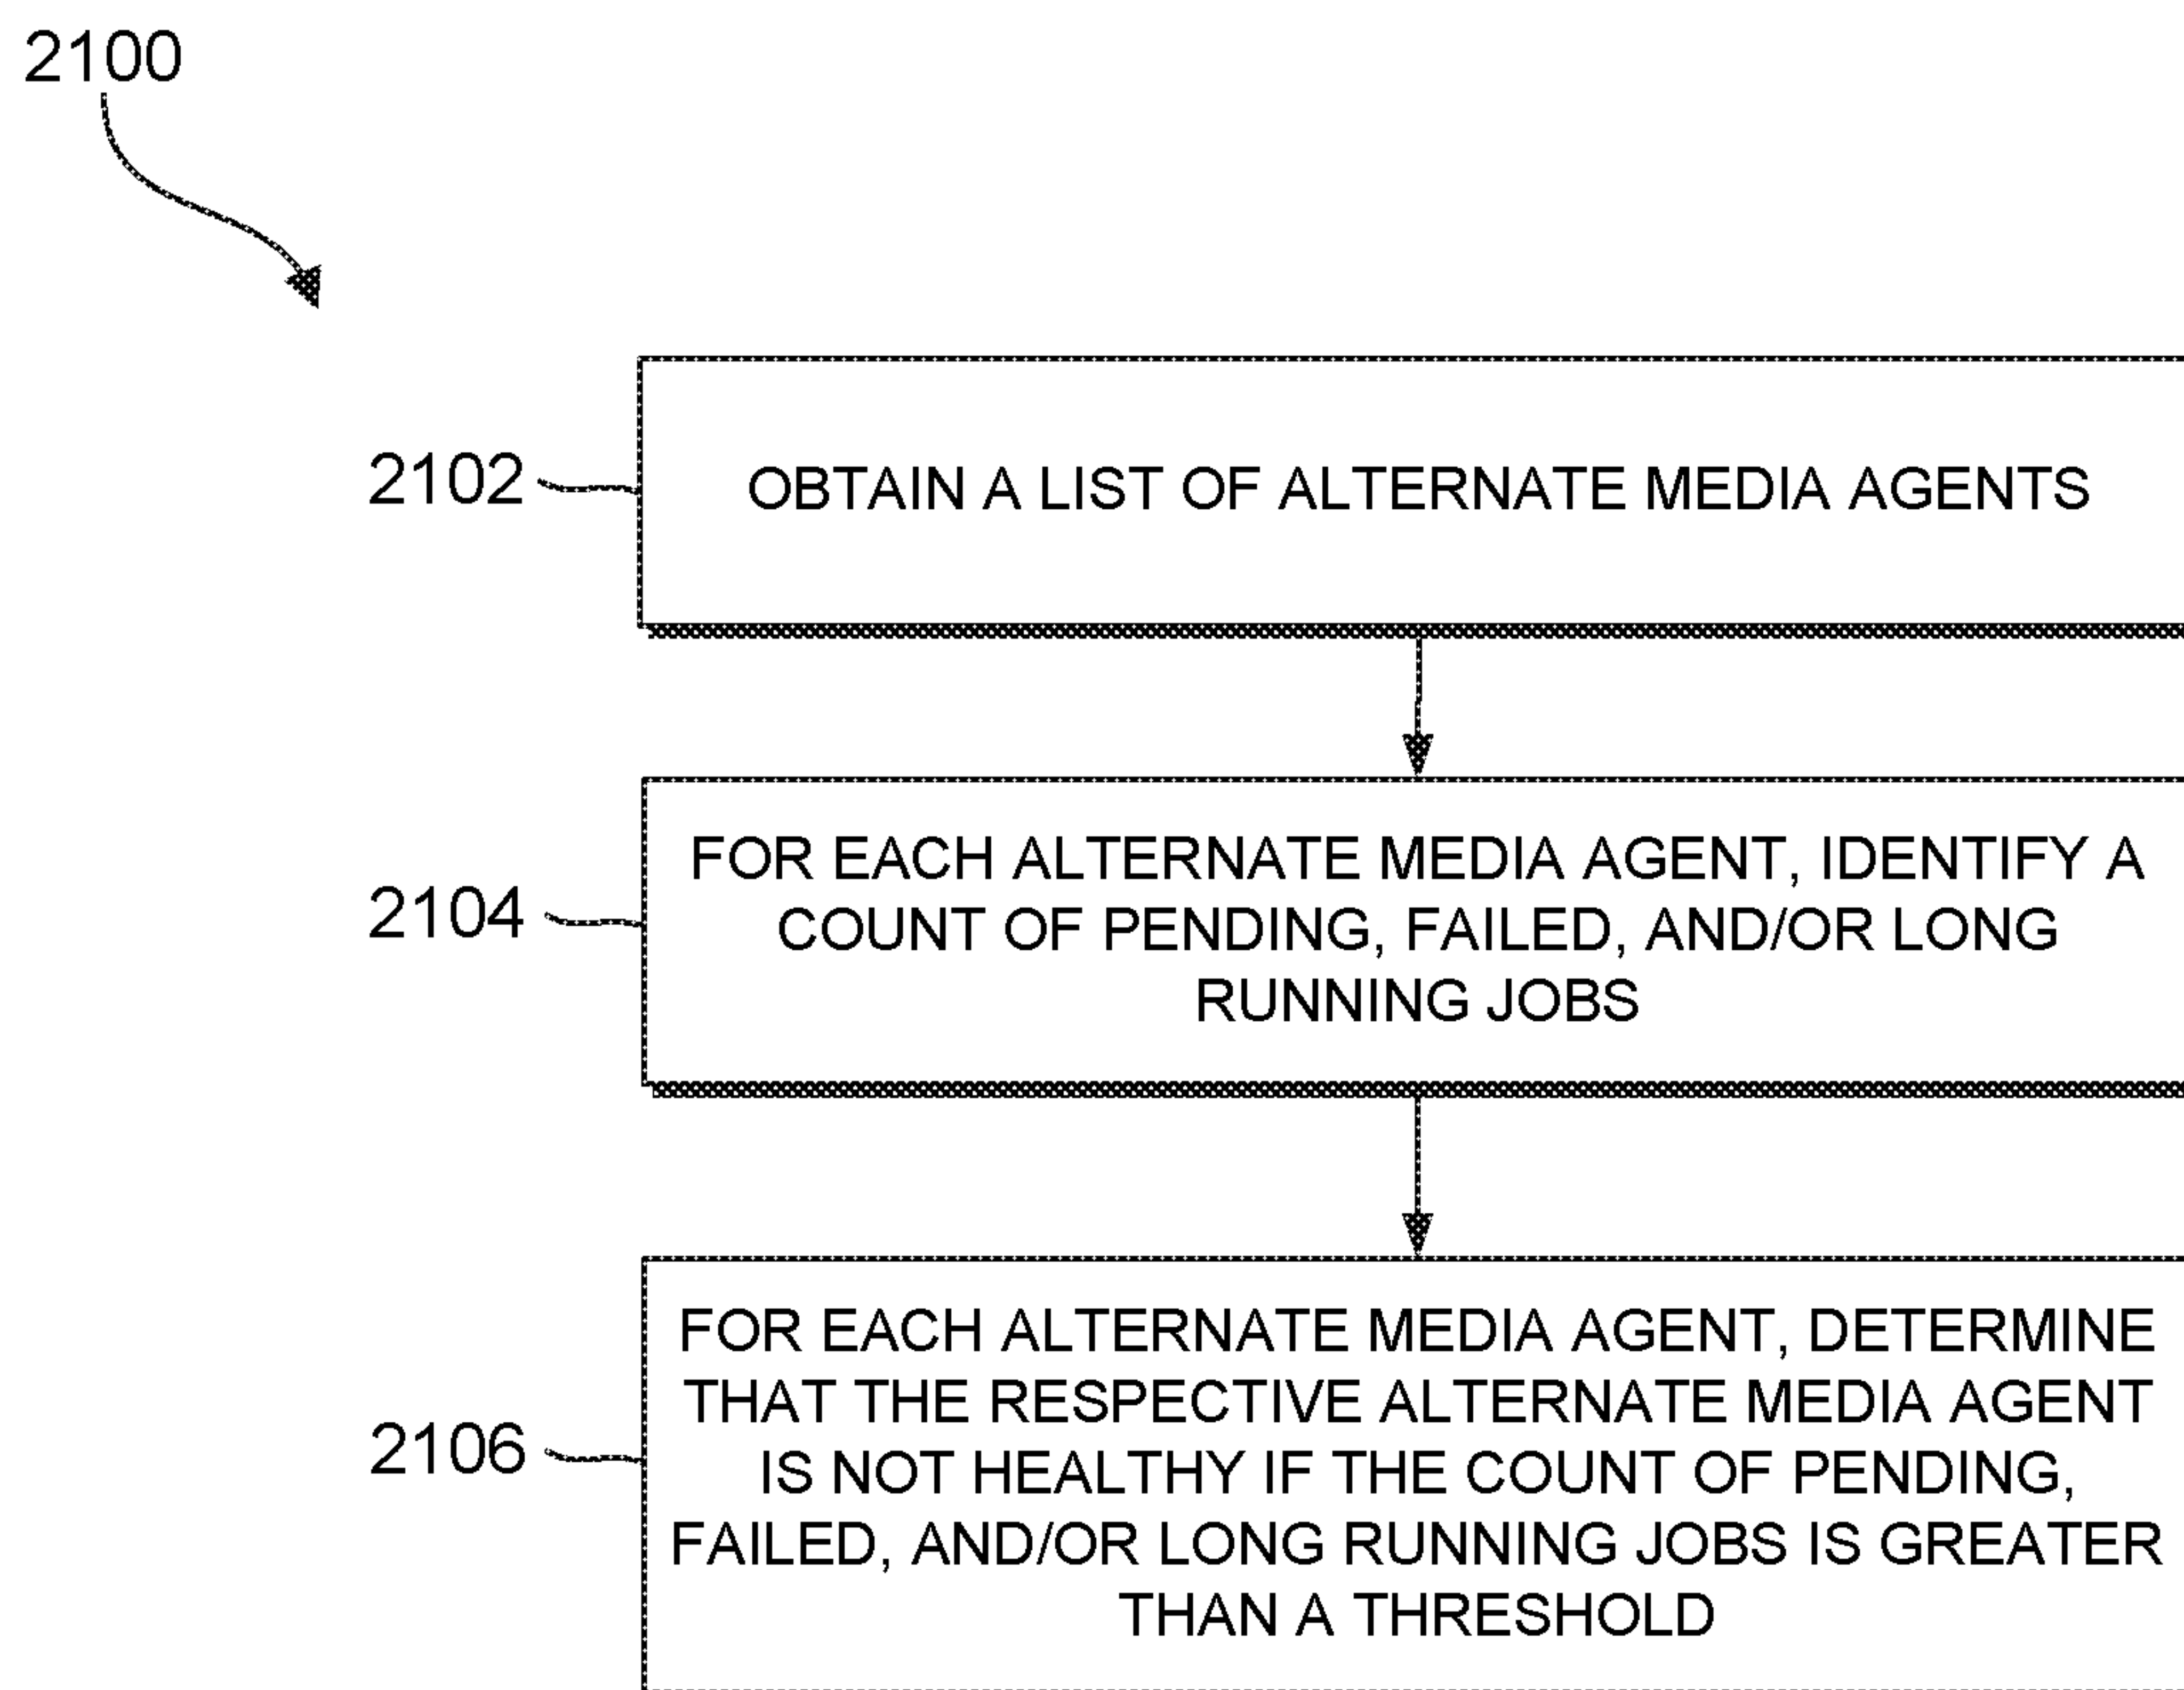 2100
2102
OBTAIN A LIST OF ALTERNATE MEDIA AGENTS
2104
FOR EACH ALTERNATE MEDIA AGENT, IDENTIFY A
COUNT OF PENDING, FAILED, AND/OR LONG
RUNNING JOBS
2106
FOR EACH ALTERNATE MEDIA AGENT, DETERMINE
THAT THE RESPECTIVE ALTERNATE MEDIA AGENT
IS NOT HEALTHY IF THE COUNT OF PENDING,
FAILED, AND/OR LONG RUNNING JOBS IS GREATER
THAN A THRESHOLD